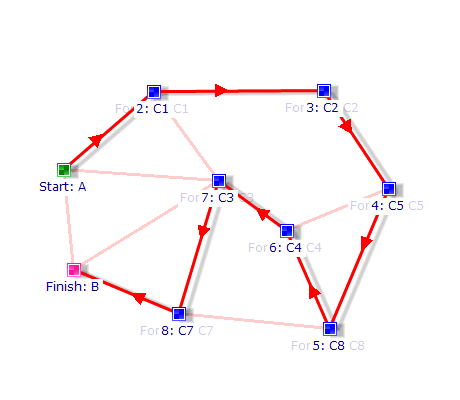 For 2: C1 C1
For 3: C2 C2
Start: A
For 7: C3 C3
For 4: C5 C5
For 6: C4 C4
Finish: B
For 8: C7 C7
For 5: C8 C8